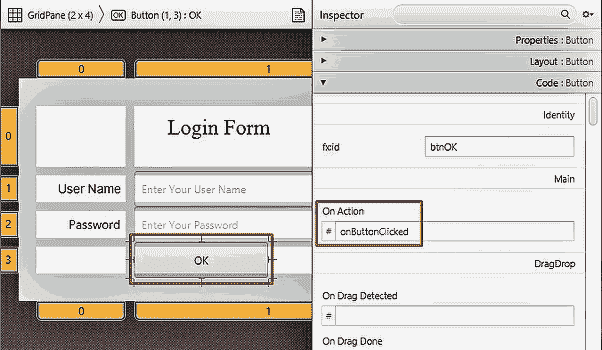 GridPane (2 x 4) OK Button (1, 3) : OK
Inspector
Properties : Button
Layout : Button
Code : Button
0 1
0
Login Form
1 User Name Enter Your User Name
2 Password Enter Your Password
3 OK
0 1
Identity
fx:id btnOK
Main
On Action
# onButtonClicked
DragDrop
On Drag Detected
#
On Drag Done